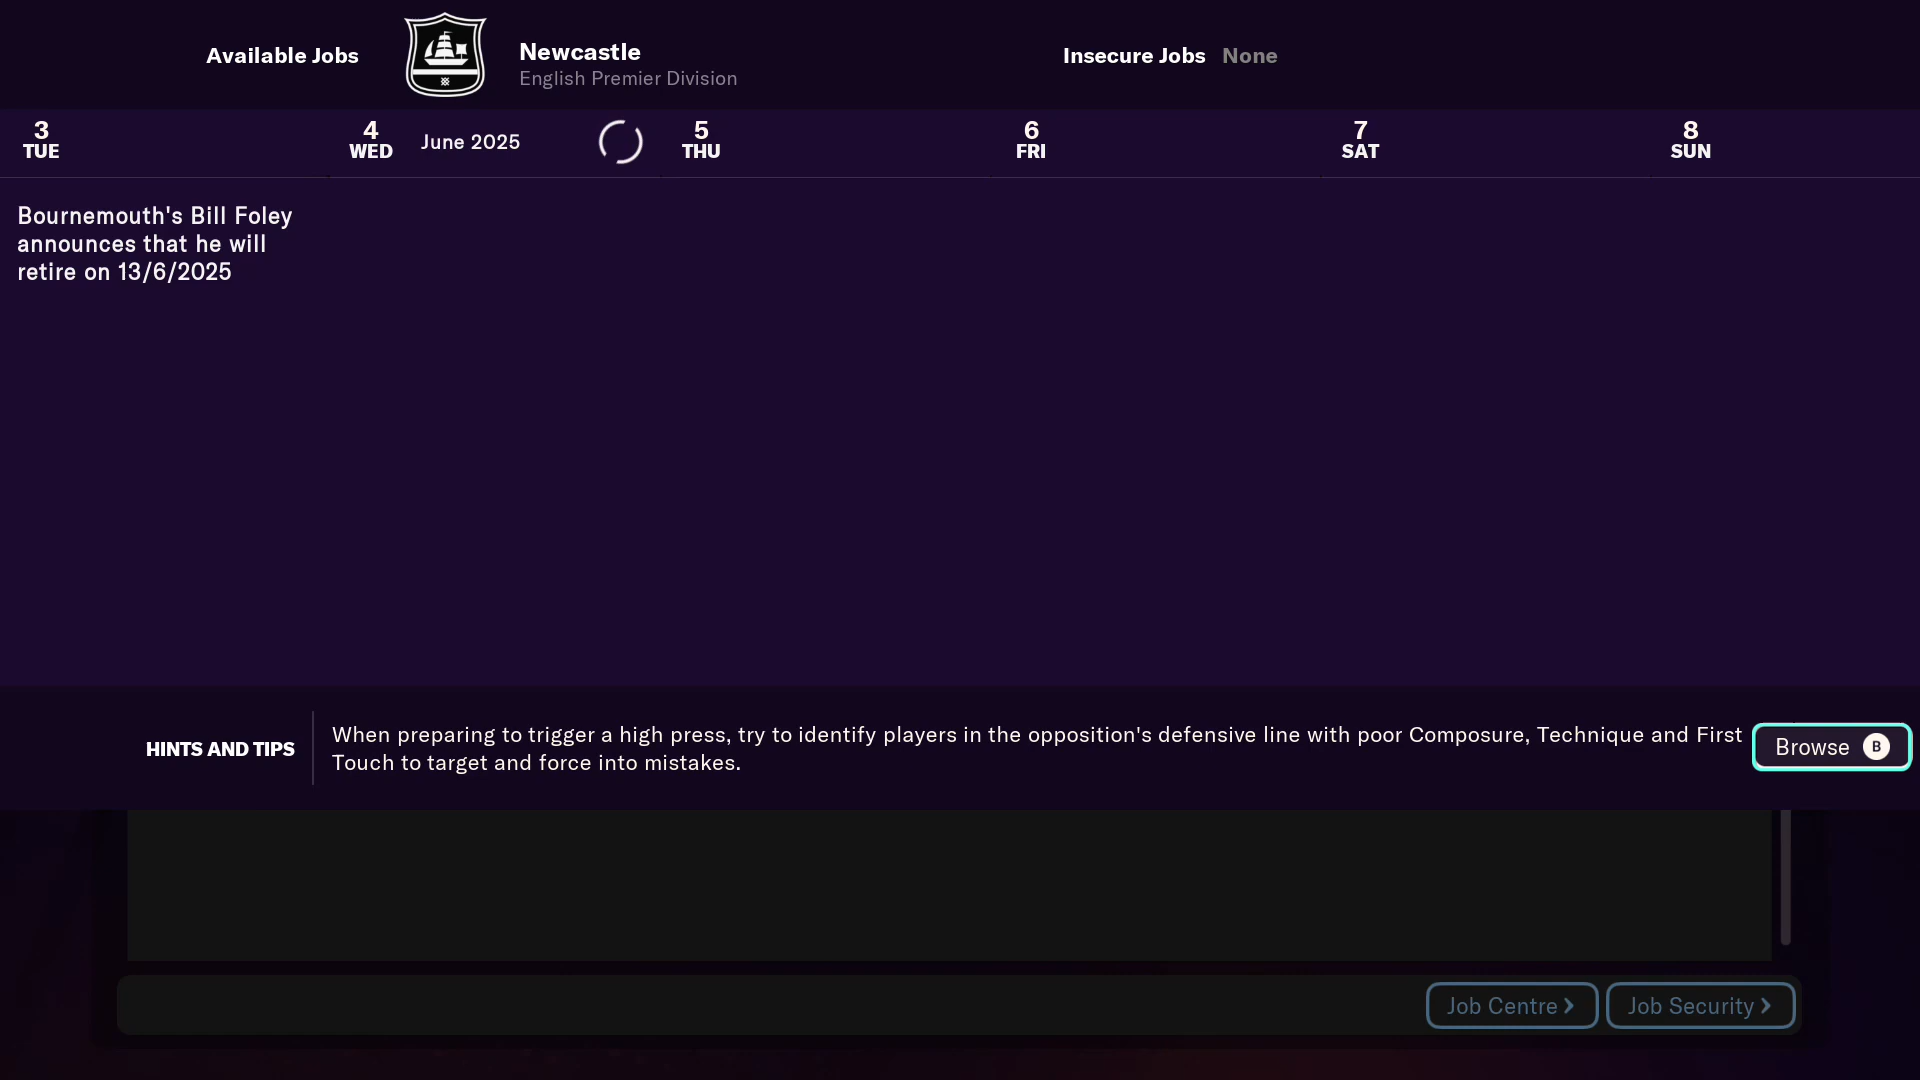 Available Jobs
Newcastle
English Premier Division
Insecure Jobs None
3
TUE
4
WED
June 2025
5
THU
6
FRI
7
SAT
8
SUN
Bournemouth's Bill Foley
announces that he will
retire on 13/6/2025
HINTS AND TIPS
When preparing to trigger a high press, try to identify players in the opposition's defensive line with poor Composure, Technique and First
Touch to target and force into mistakes.
Browse B
Job Centre
Job Security